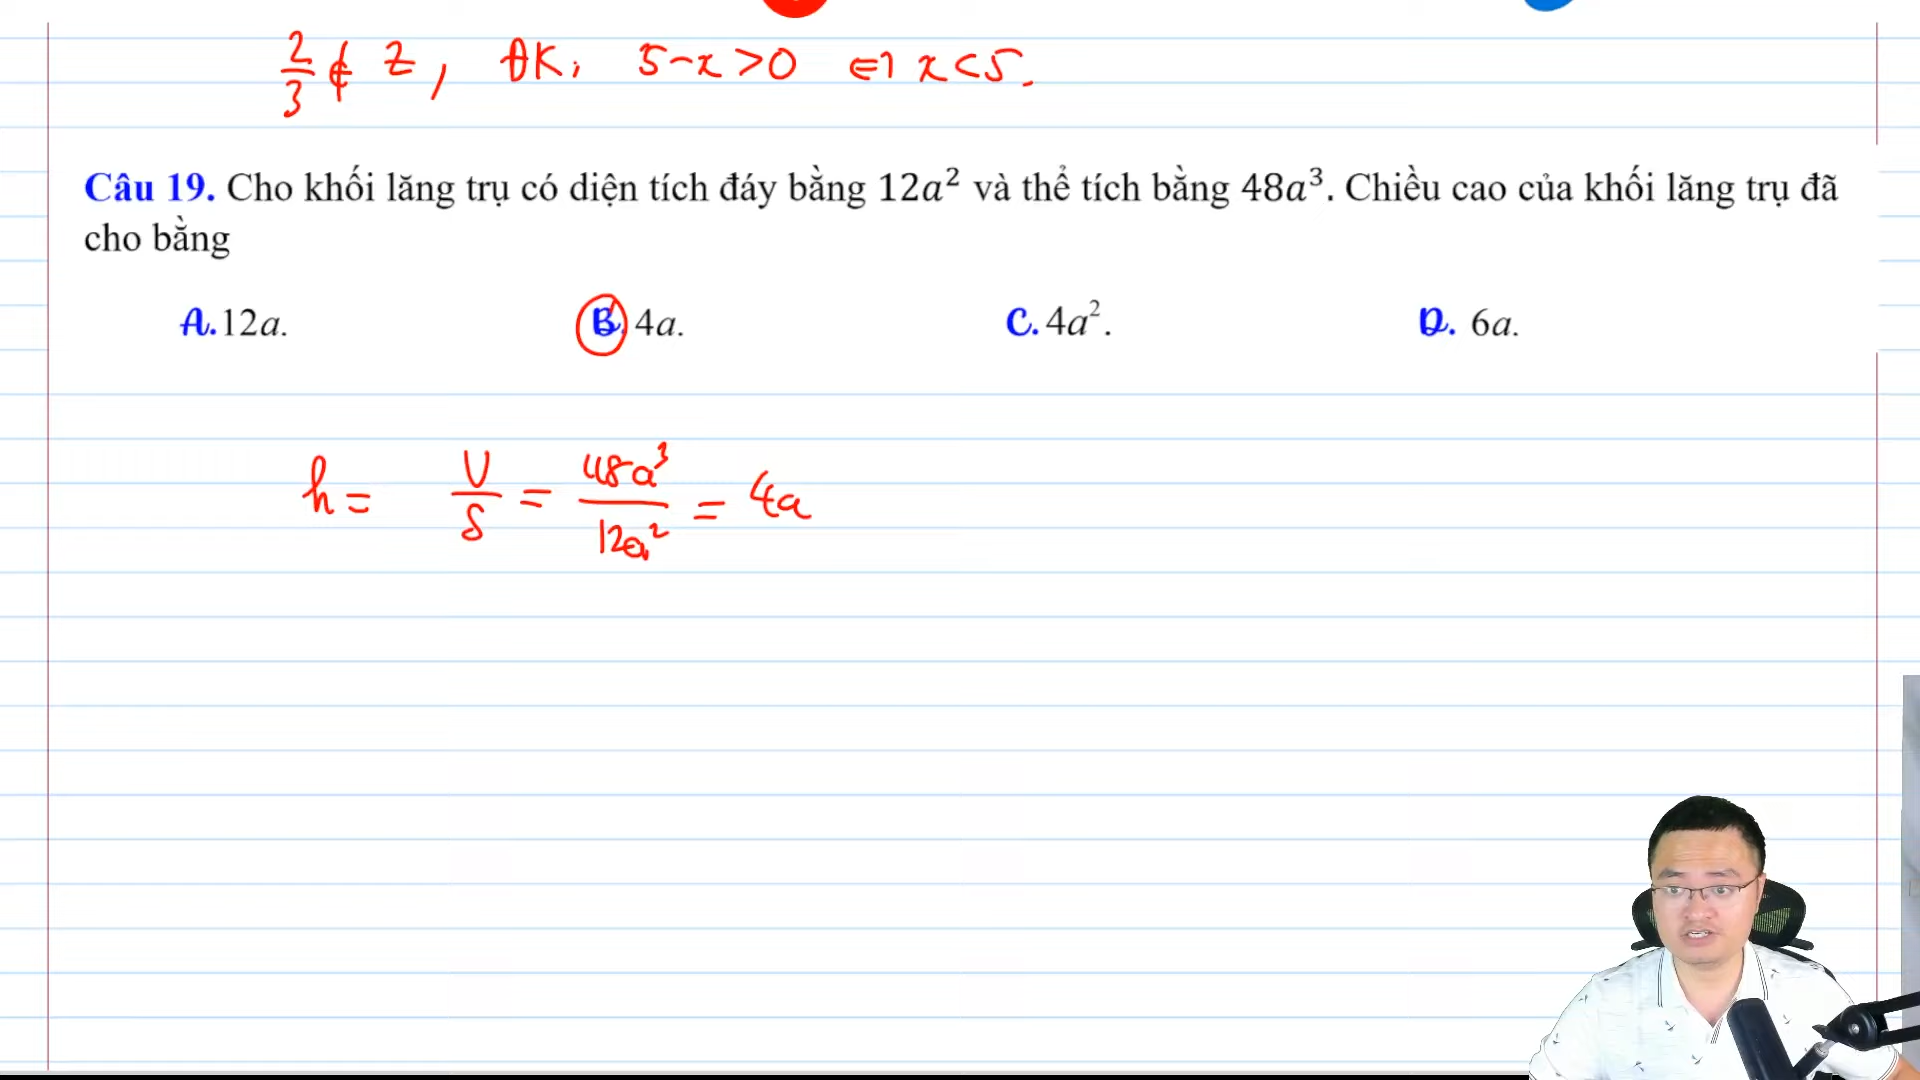 2/3 ∉ Z, ĐK: 5-x>0 ⇔ x<5.
Câu 19. Cho khối lăng trụ có diện tích đáy bằng 12a² và thể tích bằng 48a³. Chiều cao của khối lăng trụ đã
cho bằng
A. 12a. B. 4a. C. 4a². D. 6a.
h = V/S = 48a³/12a² = 4a